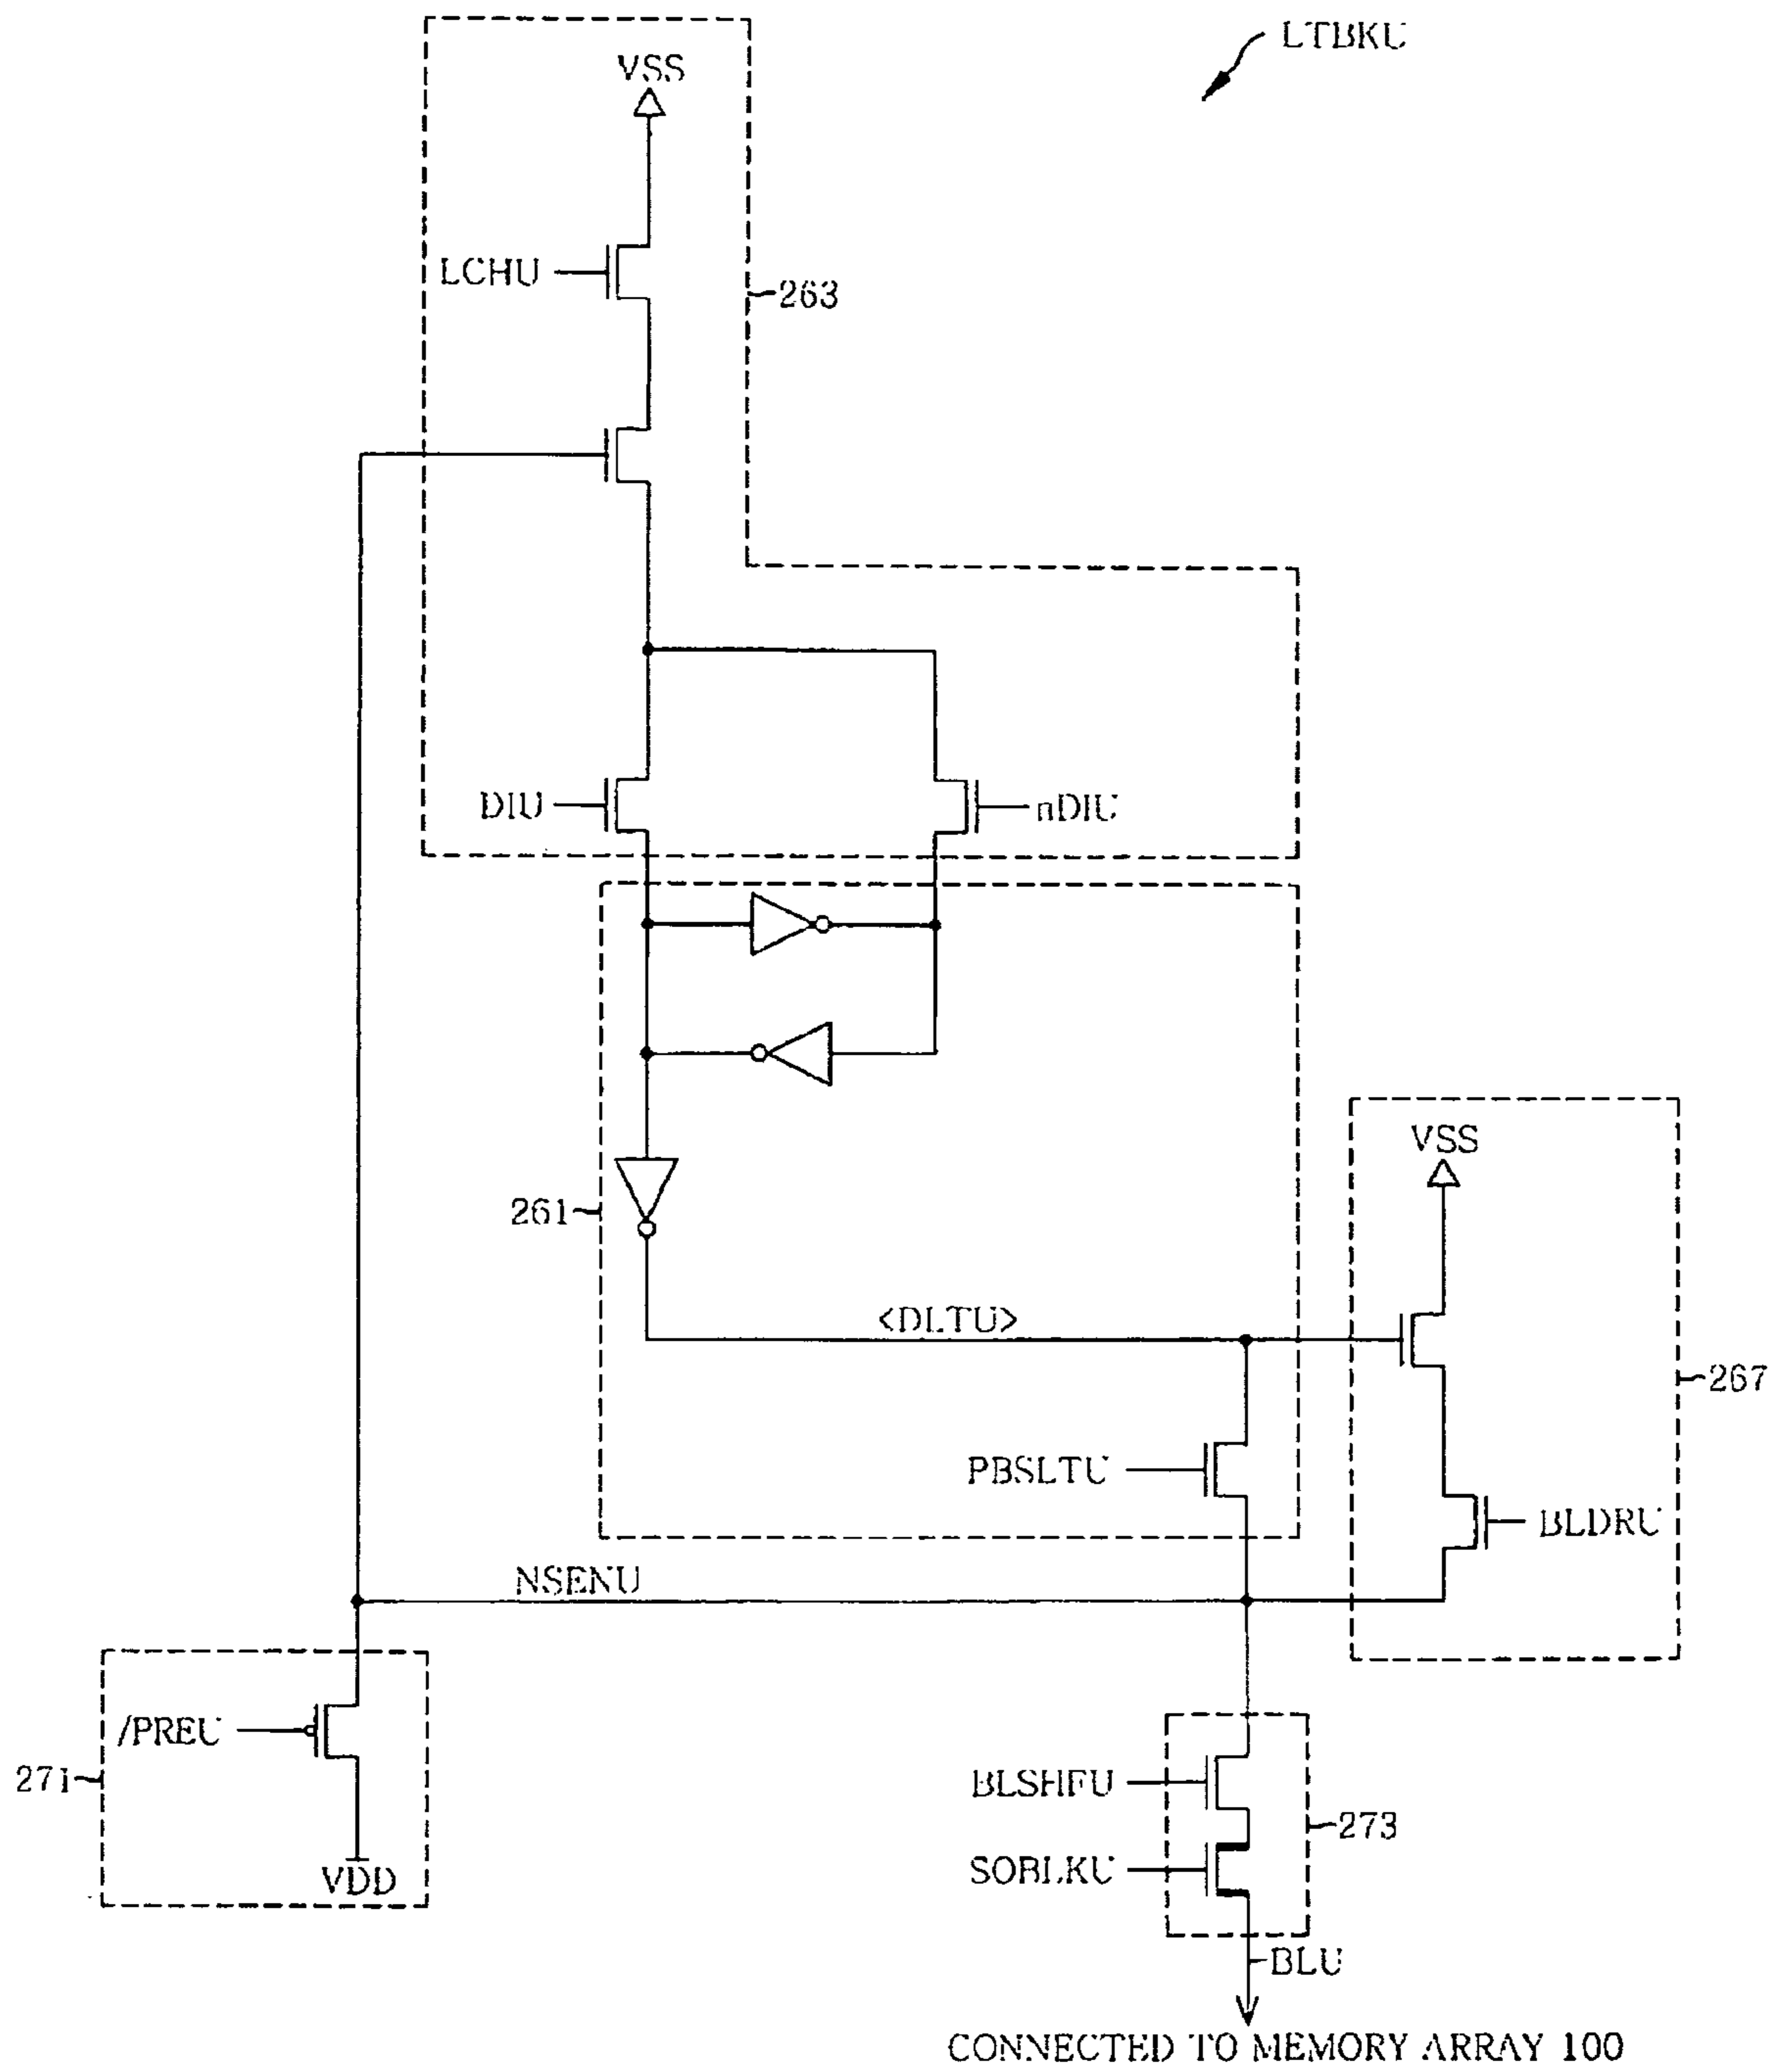 LTBKU
VSS
LCHU
263
DIU
nDIU
VSS
261
<DLTU>
267
PBSLTU
BLDRU
NSENU
/PREU
271
BLSHFU
273
SOBLKU
VDD
BLU
CONNECTED TO MEMORY ARRAY 100